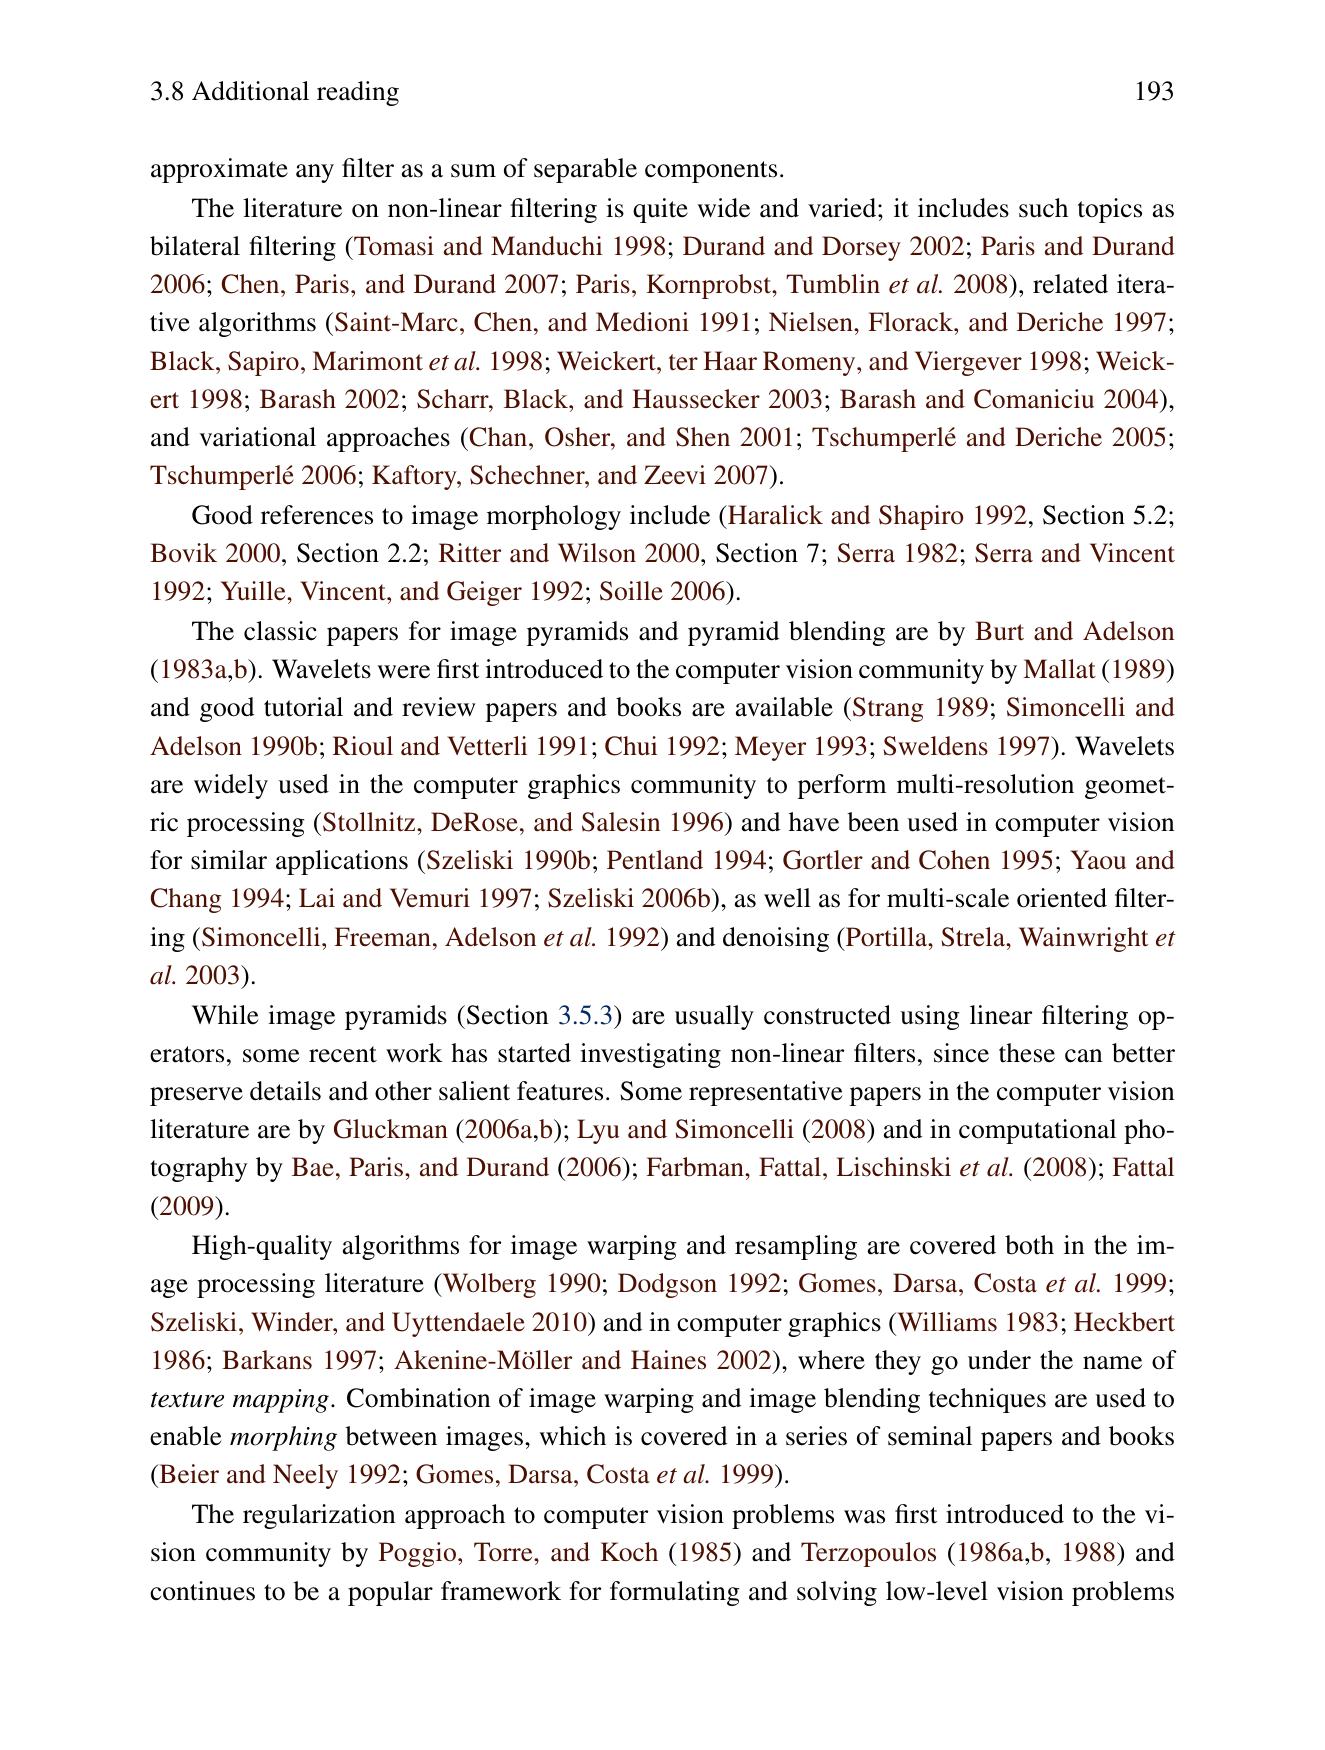 3.8 Additional reading 193
approximate any filter as a sum of separable components.
The literature on non-linear filtering is quite wide and varied; it includes such topics as
bilateral filtering (Tomasi and Manduchi 1998; Durand and Dorsey 2002; Paris and Durand
2006; Chen, Paris, and Durand 2007; Paris, Kornprobst, Tumblin et al. 2008), related itera-
tive algorithms (Saint-Marc, Chen, and Medioni 1991; Nielsen, Florack, and Deriche 1997;
Black, Sapiro, Marimont et al. 1998; Weickert, ter Haar Romeny, and Viergever 1998; Weick-
ert 1998; Barash 2002; Scharr, Black, and Haussecker 2003; Barash and Comaniciu 2004),
and variational approaches (Chan, Osher, and Shen 2001; Tschumperlé and Deriche 2005;
Tschumperlé 2006; Kaftory, Schechner, and Zeevi 2007).
Good references to image morphology include (Haralick and Shapiro 1992, Section 5.2;
Bovik 2000, Section 2.2; Ritter and Wilson 2000, Section 7; Serra 1982; Serra and Vincent
1992; Yuille, Vincent, and Geiger 1992; Soille 2006).
The classic papers for image pyramids and pyramid blending are by Burt and Adelson
(1983a,b). Wavelets were first introduced to the computer vision community by Mallat (1989)
and good tutorial and review papers and books are available (Strang 1989; Simoncelli and
Adelson 1990b; Rioul and Vetterli 1991; Chui 1992; Meyer 1993; Sweldens 1997). Wavelets
are widely used in the computer graphics community to perform multi-resolution geomet-
ric processing (Stollnitz, DeRose, and Salesin 1996) and have been used in computer vision
for similar applications (Szeliski 1990b; Pentland 1994; Gortler and Cohen 1995; Yaou and
Chang 1994; Lai and Vemuri 1997; Szeliski 2006b), as well as for multi-scale oriented filter-
ing (Simoncelli, Freeman, Adelson et al. 1992) and denoising (Portilla, Strela, Wainwright et
al. 2003).
While image pyramids (Section 3.5.3) are usually constructed using linear filtering op-
erators, some recent work has started investigating non-linear filters, since these can better
preserve details and other salient features. Some representative papers in the computer vision
literature are by Gluckman (2006a,b); Lyu and Simoncelli (2008) and in computational pho-
tography by Bae, Paris, and Durand (2006); Farbman, Fattal, Lischinski et al. (2008); Fattal
(2009).
High-quality algorithms for image warping and resampling are covered both in the im-
age processing literature (Wolberg 1990; Dodgson 1992; Gomes, Darsa, Costa et al. 1999;
Szeliski, Winder, and Uyttendaele 2010) and in computer graphics (Williams 1983; Heckbert
1986; Barkans 1997; Akenine-Möller and Haines 2002), where they go under the name of
texture mapping. Combination of image warping and image blending techniques are used to
enable morphing between images, which is covered in a series of seminal papers and books
(Beier and Neely 1992; Gomes, Darsa, Costa et al. 1999).
The regularization approach to computer vision problems was first introduced to the vi-
sion community by Poggio, Torre, and Koch (1985) and Terzopoulos (1986a,b, 1988) and
continues to be a popular framework for formulating and solving low-level vision problems